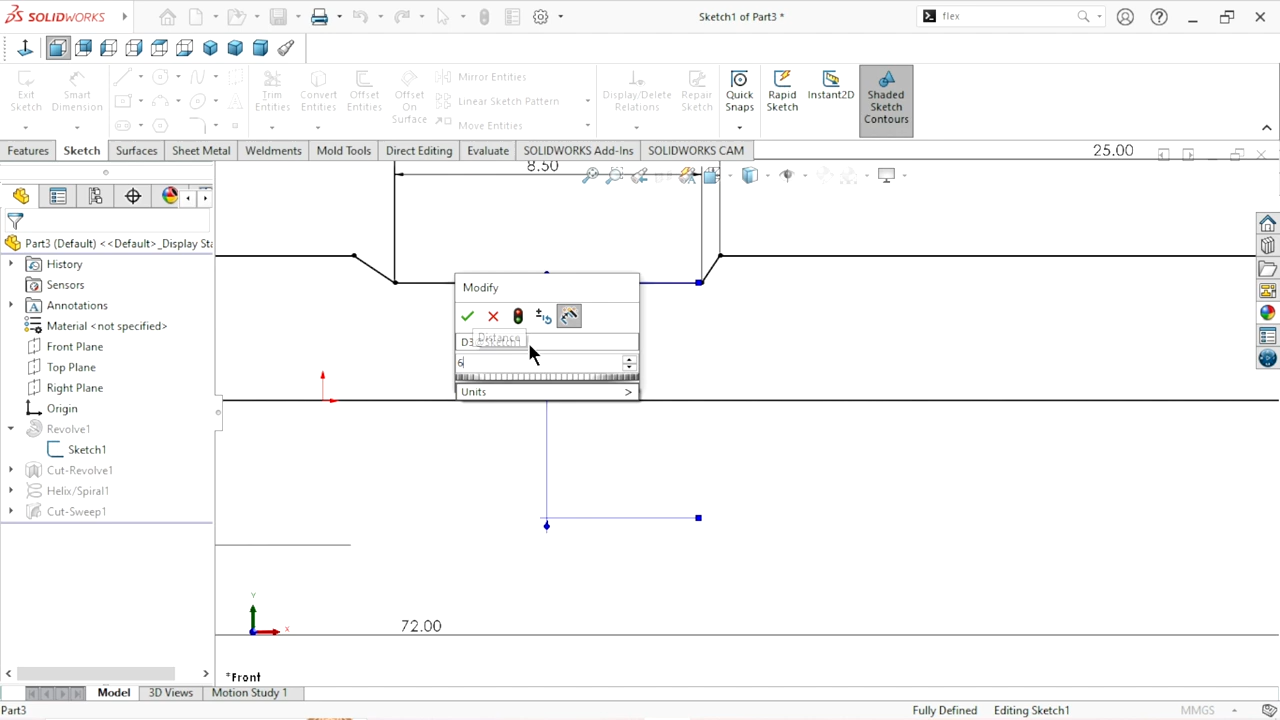 SOLIDWORKS
Sketch1 of Part3 *
flex
Exit Sketch
Smart Dimension
Trim Entities
Convert Entities
Offset Entities
Offset On Surface
Mirror Entities
Linear Sketch Pattern
Move Entities
Display/Delete Relations
Repair Sketch
Quick Snaps
Rapid Sketch
Instant2D
Shaded Sketch Contours
Features
Sketch
Surfaces
Sheet Metal
Weldments
Mold Tools
Direct Editing
Evaluate
SOLIDWORKS Add-Ins
SOLIDWORKS CAM
8.50
25.00
Part3 (Default) <<Default>_Display Sta
History
Sensors
Annotations
Material <not specified>
Front Plane
Top Plane
Right Plane
Origin
Revolve1
Sketch1
Cut-Revolve1
Helix/Spiral1
Cut-Sweep1
Modify
Distance
6
Units >
72.00
Y
X
*Front
Model
3D Views
Motion Study 1
Part3
Fully Defined
Editing Sketch1
MMGS